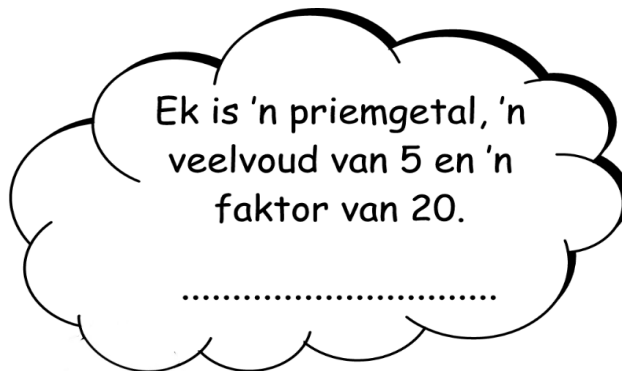 Ek is 'n priemgetal, 'n
veelvoud van 5 en 'n
faktor van 20.
...............................